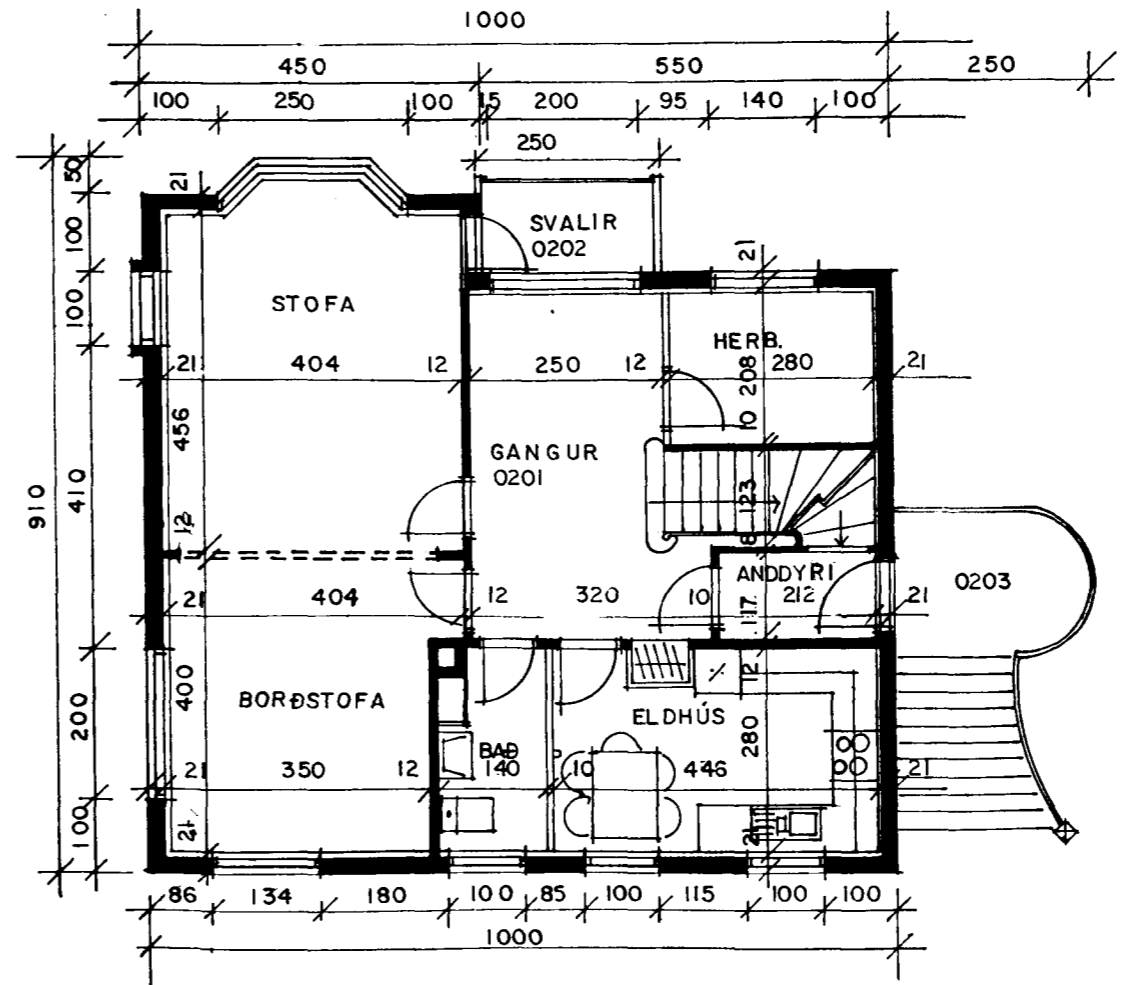 1000
450 550 250
100 250 100 15 200 95 140 100
250
50
21
100
SVALIR
0202
21
100
STOFA
HERB.
21 404 12 250 12 280 21
208
456
10
GANGUR
0201
410
910
123
12
8
ANDDYRI
0203
21 404 12 320 10 212 21
117
12
400
BORÐSTOFA
ELDHÚS
200
280
BAÐ
21 350 12 140 10 446 21
100
21
21
86 134 180 100 85 100 115 100 100
1000